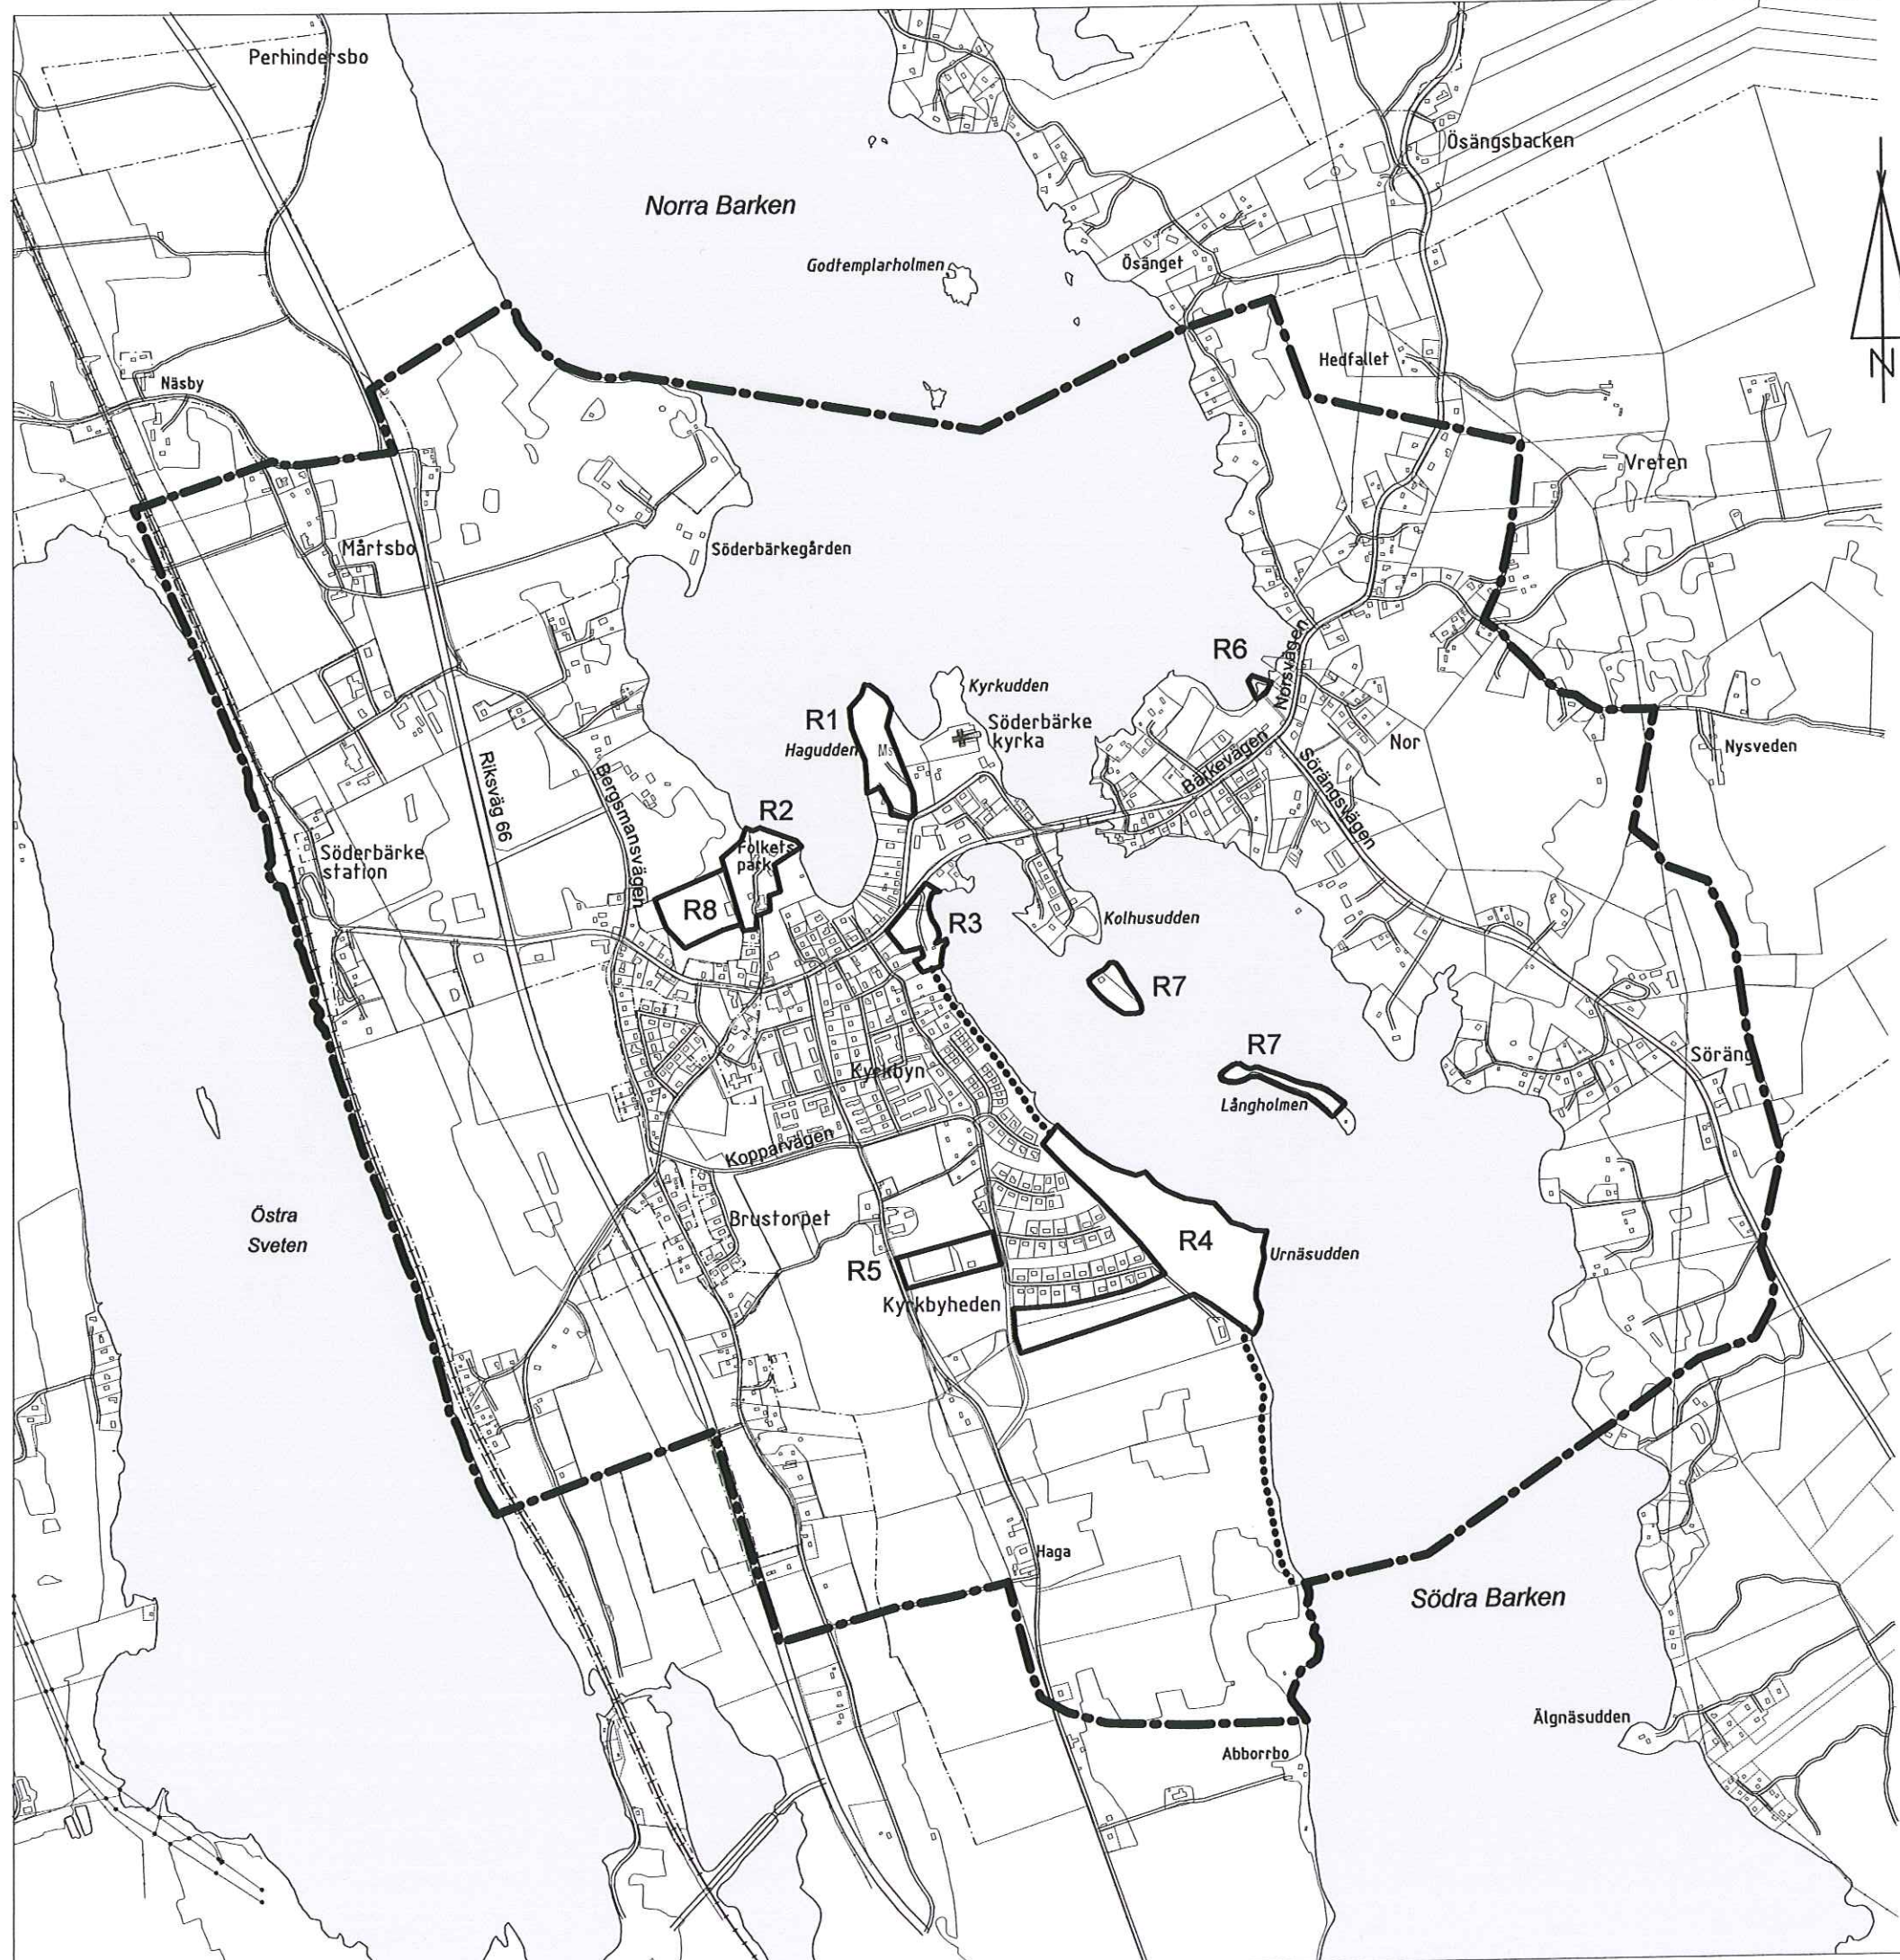 Perhindersbo
Ösängsbacken
Norra Barken
Godtemplarholmen
Ösänget
Hedfallet
N
Näsby
Vreten
Mårtsbo
Söderbärkegården
R6
Norsvägen
Kyrkudden
R1
Söderbärke
kyrka
Hagudden
Ms
Nor
Nysveden
Bärkevägen
Sörängsvägen
Riksväg 66
Bergsmansvägen
R2
Folkets
park
Söderbärke
station
R8
R3
Kolhusudden
R7
R7
Långholmen
Söräng
Kyrkbyn
Kopparvägen
Östra
Sveten
Brustorpet
R4
Urnäsudden
R5
Kyrkbyheden
Haga
Södra Barken
Älgnäsudden
Abborrbo